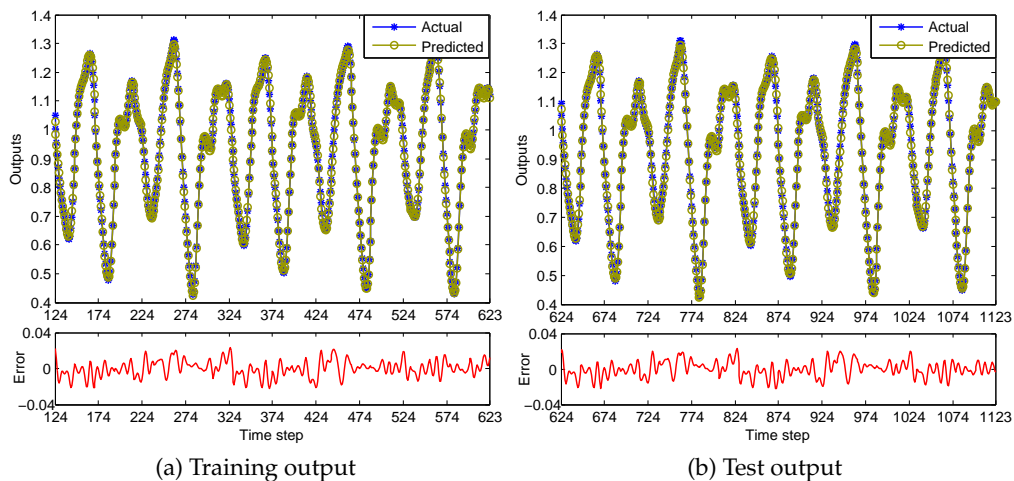 1.4
1.3
1.2
1.1
1
0.9
0.8
0.7
0.6
0.5
0.4
Outputs
Actual
Predicted
124 174 224 274 324 374 424 474 524 574 623
0.04
0
−0.04
Error
124 174 224 274 324 374 424 474 524 574 623
Time step
(a) Training output
1.4
1.3
1.2
1.1
1
0.9
0.8
0.7
0.6
0.5
0.4
Outputs
Actual
Predicted
624 674 724 774 824 874 924 974 1024 1074 1123
0.04
0
−0.04
Error
624 674 724 774 824 874 924 974 1024 1074 1123
Time step
(b) Test output